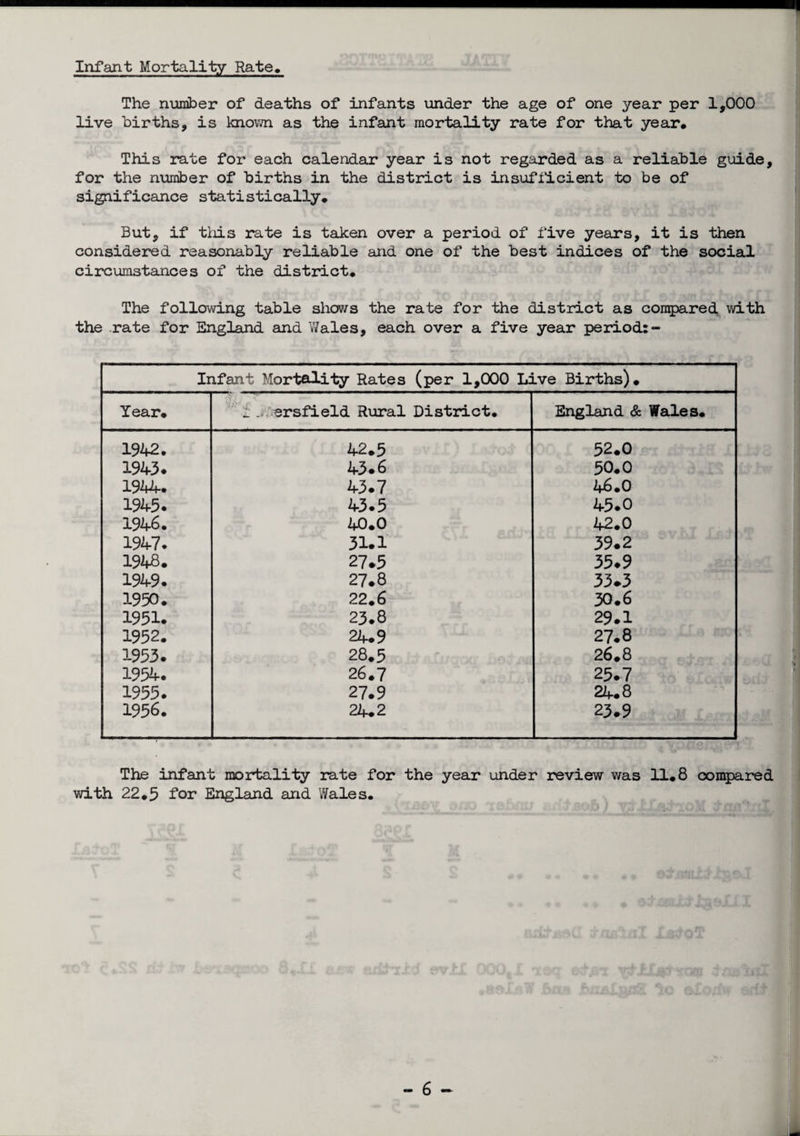 Infant Mortality Rate.
The number of deaths of infants under the age of one year per 1,000
live births, is known as the infant mortality rate for that year.
This rate for each calendar year is not regarded as a reliable guide,
for the number of births in the district is insufficient to be of
significance statistically.
But, if this rate is taken over a period of five years, it is then
considered reasonably reliable and one of the best indices of the social
circumstances of the district.
The following table shows the rate for the district as compared with
the rate for England and Wales, each over a five year period:-
Infant Mortality Rates (per 1,000 Live Births).
Year. ersfield Rural District. England & Wales.
1942. 42.5 52.0
1943. 43.6 50.0
1944. 43.7 46.0
1945. 43.5 45.0
1946. 40.0 42.0
1947. 31.1 39.2
1948. 27.5 35.9
1949. 27.8 33.3
1950. 22.6 30.6
1951. 23.8 29.1
1952. 24.9 27.8
1953. 28.5 26.8
1954. 26.7 25.7
1955. 27.9 24.8
1956. 24.2 23.9
The infant mortality rate for the year under review was 11.8 compared
with 22.5 for England and Wales.
- 6 -